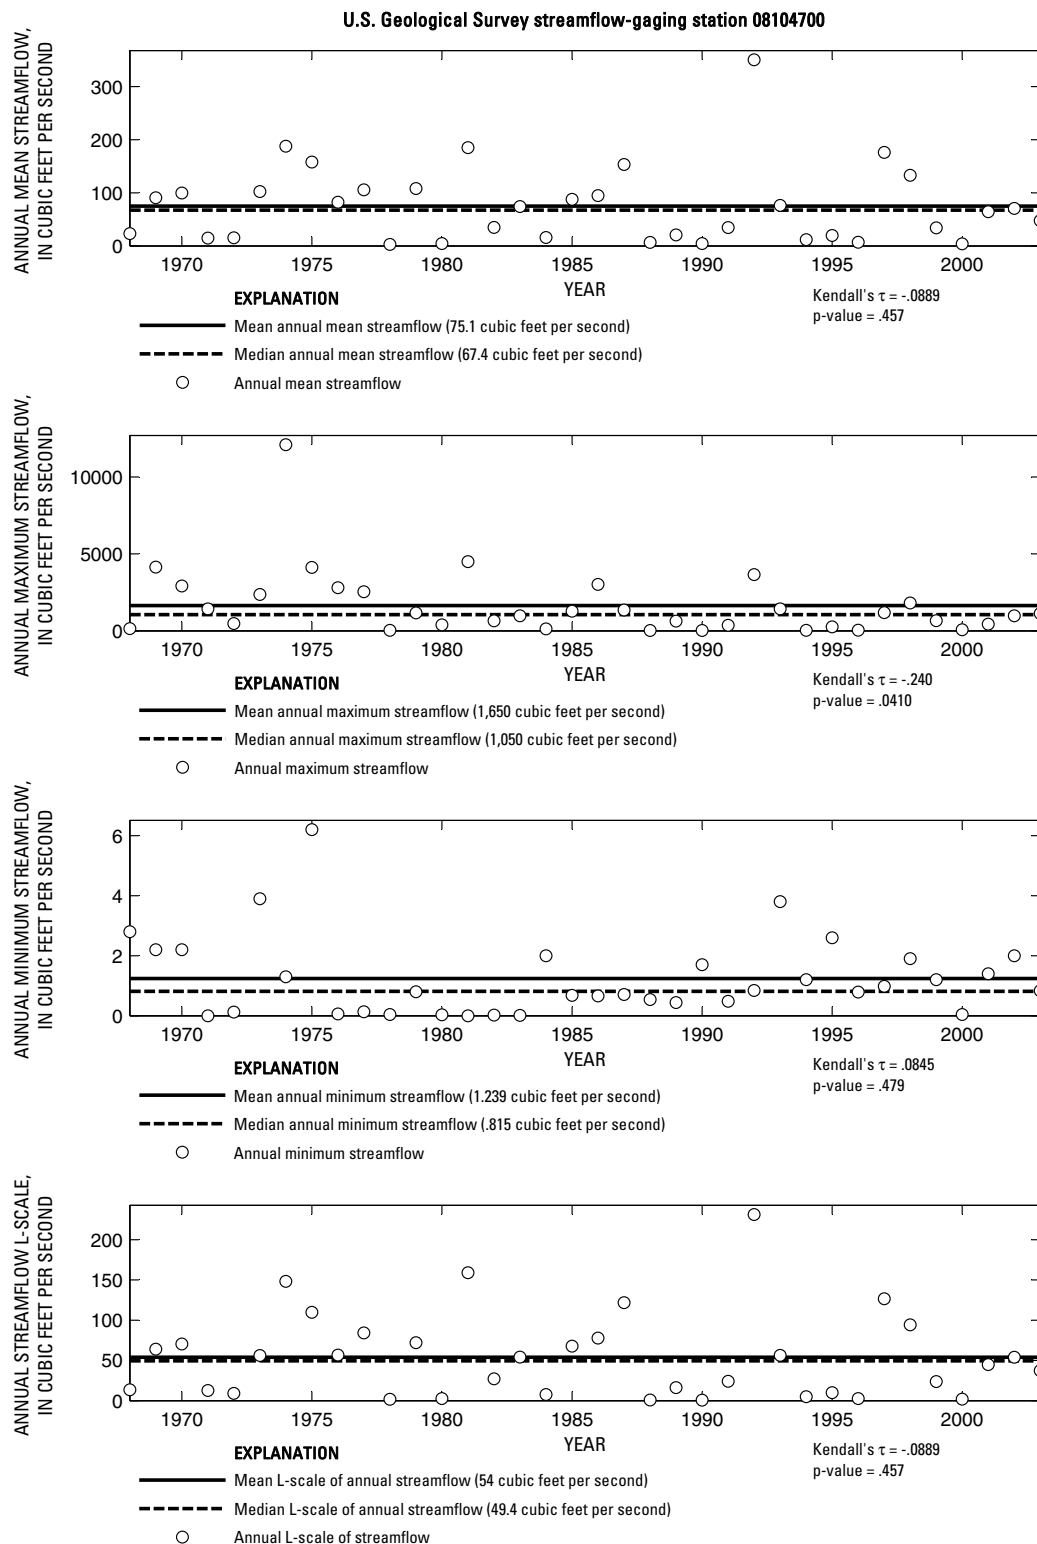 U.S. Geological Survey streamflow-gaging station 08104700
ANNUAL MEAN STREAMFLOW,
IN CUBIC FEET PER SECOND
300
200
100
0
1970 1975 1980 1985 1990 1995 2000
YEAR
Kendall's τ = -.0889
p-value = .457
EXPLANATION
Mean annual mean streamflow (75.1 cubic feet per second)
Median annual mean streamflow (67.4 cubic feet per second)
Annual mean streamflow
ANNUAL MAXIMUM STREAMFLOW,
IN CUBIC FEET PER SECOND
10000
5000
0
1970 1975 1980 1985 1990 1995 2000
YEAR
Kendall's τ = -.240
p-value = .0410
EXPLANATION
Mean annual maximum streamflow (1,650 cubic feet per second)
Median annual maximum streamflow (1,050 cubic feet per second)
Annual maximum streamflow
ANNUAL MINIMUM STREAMFLOW,
IN CUBIC FEET PER SECOND
6
4
2
0
1970 1975 1980 1985 1990 1995 2000
YEAR
Kendall's τ = .0845
p-value = .479
EXPLANATION
Mean annual minimum streamflow (1.239 cubic feet per second)
Median annual minimum streamflow (.815 cubic feet per second)
Annual minimum streamflow
ANNUAL STREAMFLOW L-SCALE,
IN CUBIC FEET PER SECOND
200
150
100
50
0
1970 1975 1980 1985 1990 1995 2000
YEAR
Kendall's τ = -.0889
p-value = .457
EXPLANATION
Mean L-scale of annual streamflow (54 cubic feet per second)
Median L-scale of annual streamflow (49.4 cubic feet per second)
Annual L-scale of streamflow